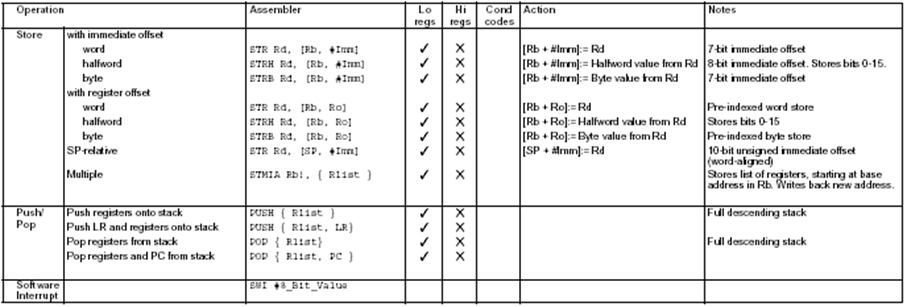 Operation Assembler Lo regs Hi regs Cond codes Action Notes
Store with immediate offset
word STR Rd, [Rb, #Imm] ✓ ✗ [Rb + #Imm]:= Rd 7-bit immediate offset
halfword STRH Rd, [Rb, #Imm] ✓ ✗ [Rb + #Imm]:= Halfword value from Rd 8-bit immediate offset. Stores bits 0-15.
byte STRB Rd, [Rb, #Imm] ✓ ✗ [Rb + #Imm]:= Byte value from Rd 7-bit immediate offset
with register offset
word STR Rd, [Rb, Ro] ✓ ✗ [Rb + Ro]:= Rd Pre-indexed word store
halfword STRH Rd, [Rb, Ro] ✓ ✗ [Rb + Ro]:= Halfword value from Rd Stores bits 0-15
byte STRB Rd, [Rb, Ro] ✓ ✗ [Rb + Ro]:= Byte value from Rd Pre-indexed byte store
SP-relative STR Rd, [SP, #Imm] ✓ ✗ [SP + #Imm]:= Rd 10-bit unsigned immediate offset
(word-aligned)
Multiple STMIA Rb!, { Rlist } ✓ ✗ Stores list of registers, starting at base
address in Rb. Writes back new address.
Push/ Push registers onto stack PUSH { Rlist } ✓ ✗ Full descending stack
Pop Push LR and registers onto stack PUSH { Rlist, LR} ✓ ✗
Pop registers from stack POP { Rlist} ✓ ✗ Full descending stack
Pop registers and PC from stack POP { Rlist, PC } ✓ ✗
Software SWI #8_Bit_Value
Interrupt